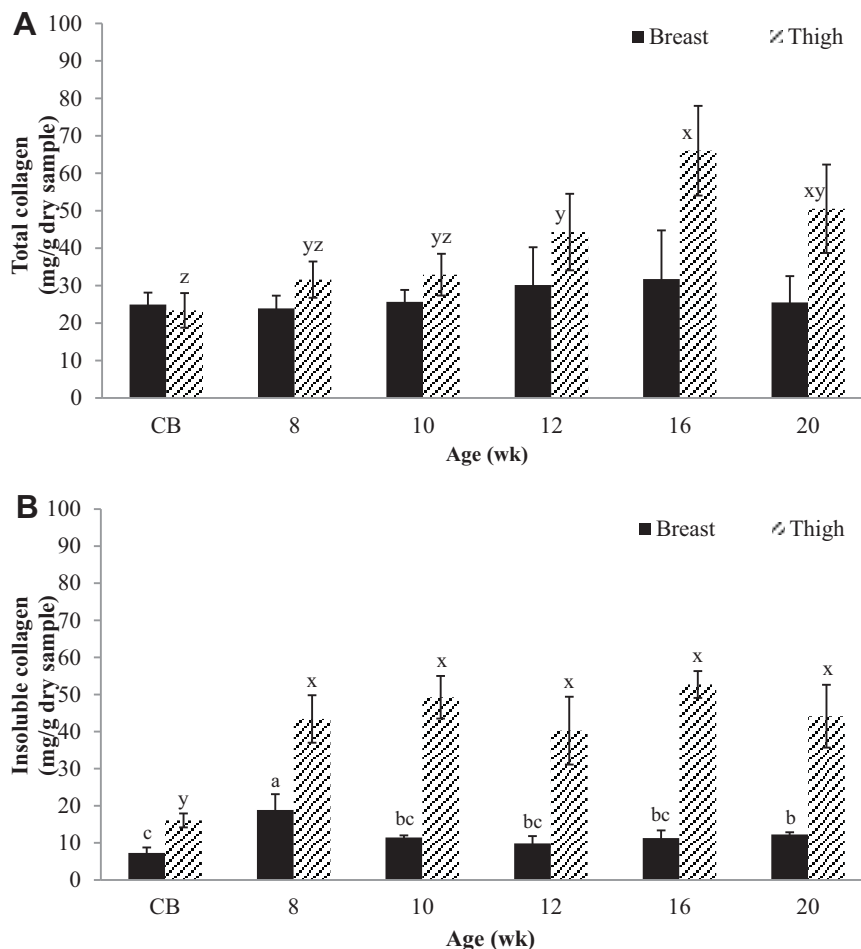 A
Breast
Thigh
Total collagen
(mg/g dry sample)
100
90
80
70
60
50
40
30
20
10
0
z
yz
yz
y
x
xy
CB 8 10 12 16 20
Age (wk)
B
Breast
Thigh
Insoluble collagen
(mg/g dry sample)
100
90
80
70
60
50
40
30
20
10
0
c y a x bc x bc x bc x b x
CB 8 10 12 16 20
Age (wk)